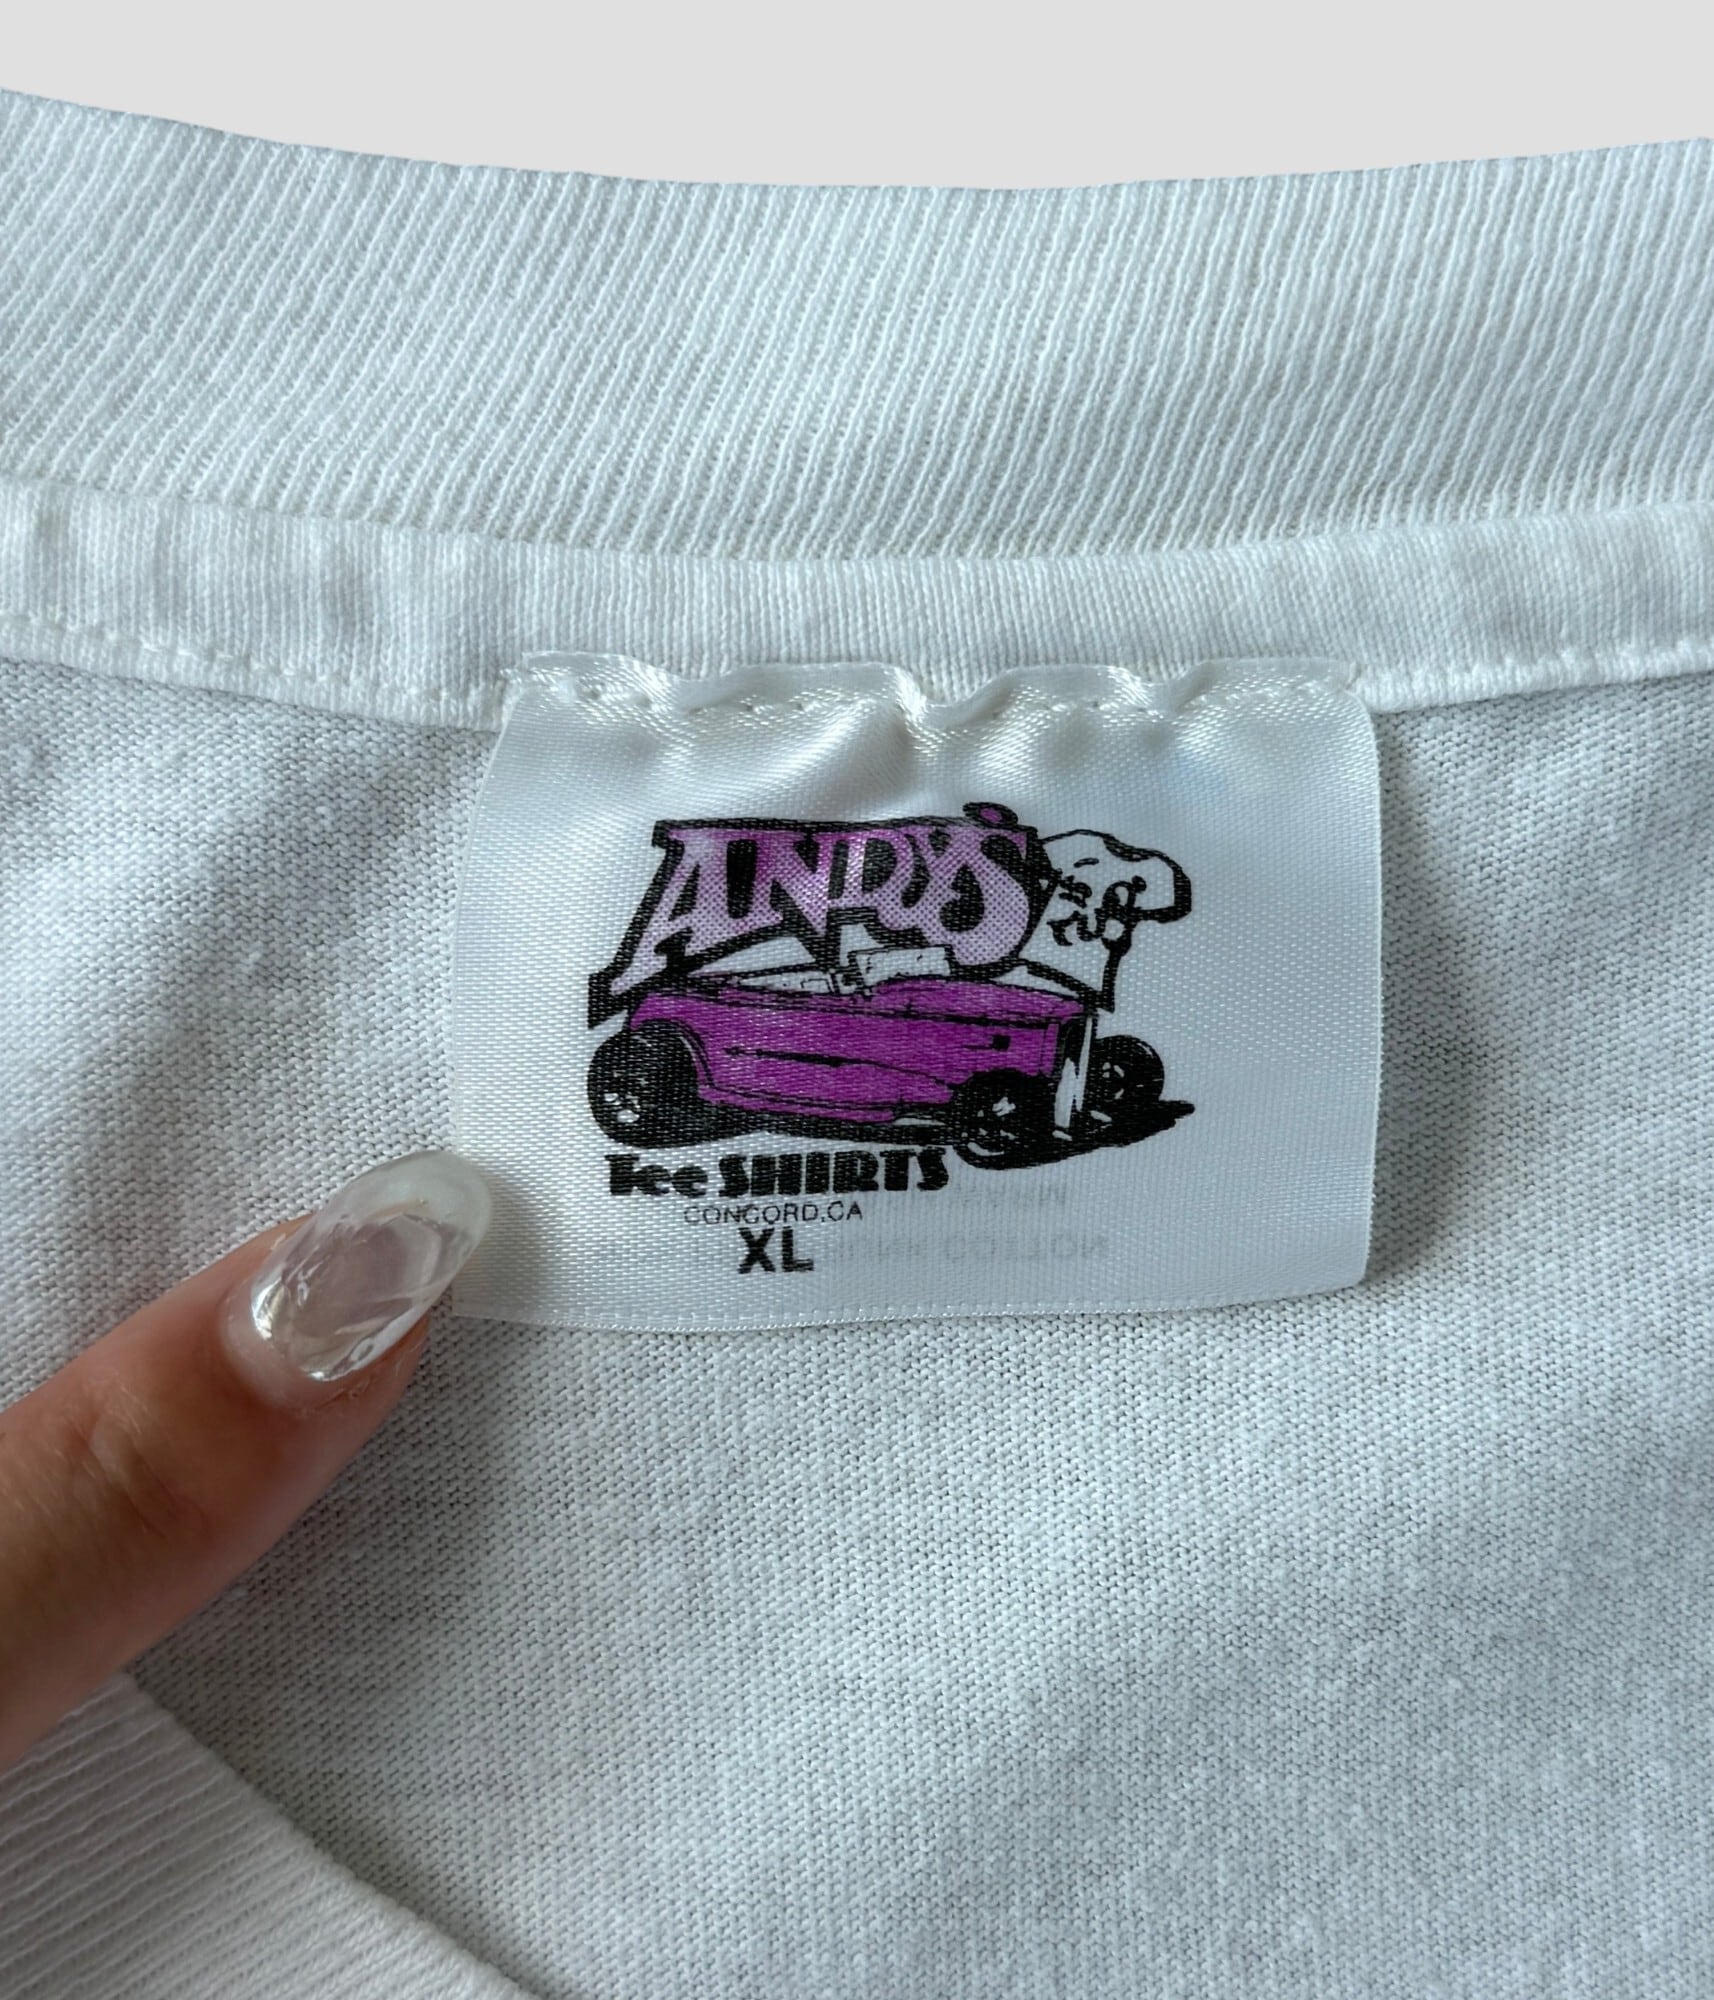 ANDY'S
Tee SHIRTS
CONCORD, CA
XL